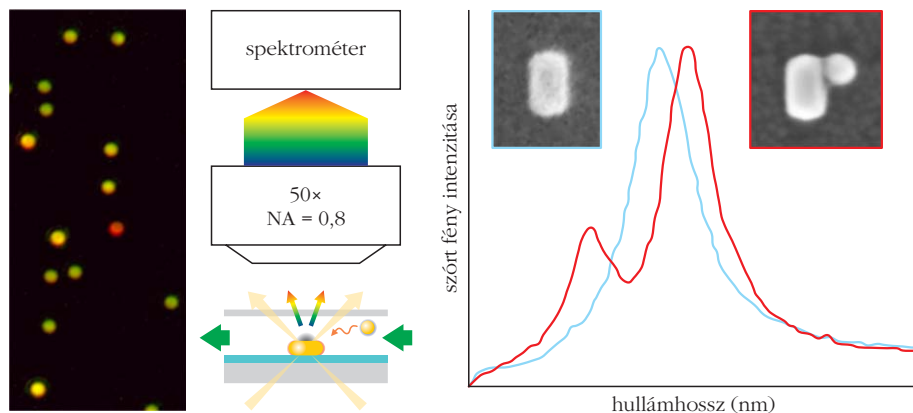 spektrométer
50×
NA = 0,8
szórt fény intenzitása
hullámhossz (nm)